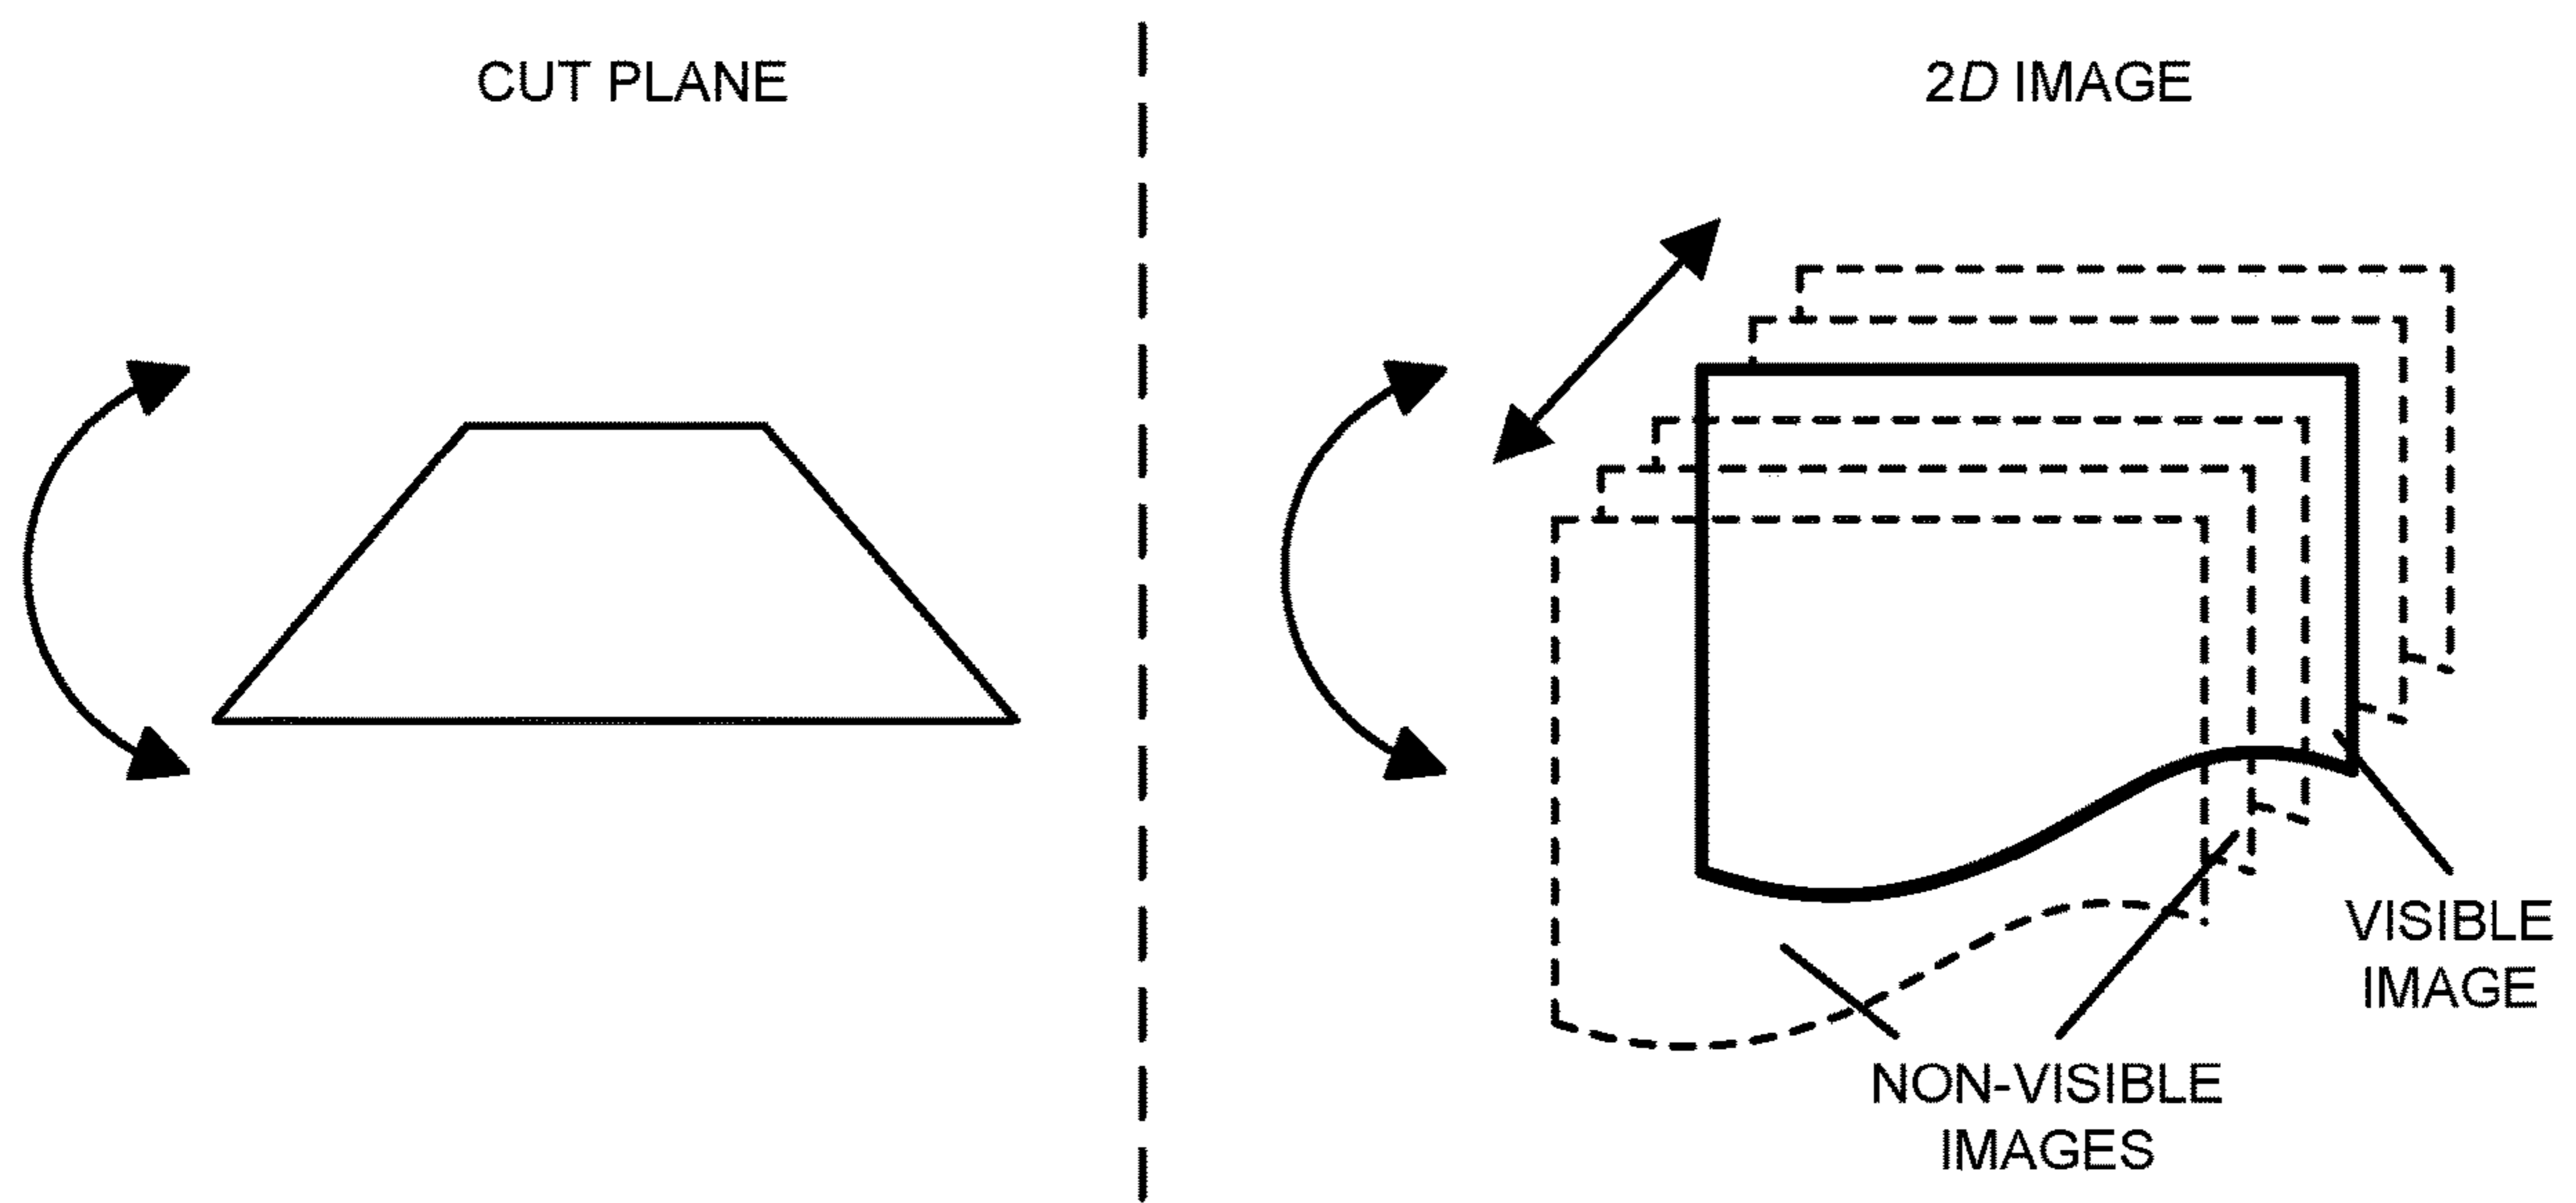 CUT PLANE
2D IMAGE
VISIBLE
IMAGE
NON-VISIBLE
IMAGES